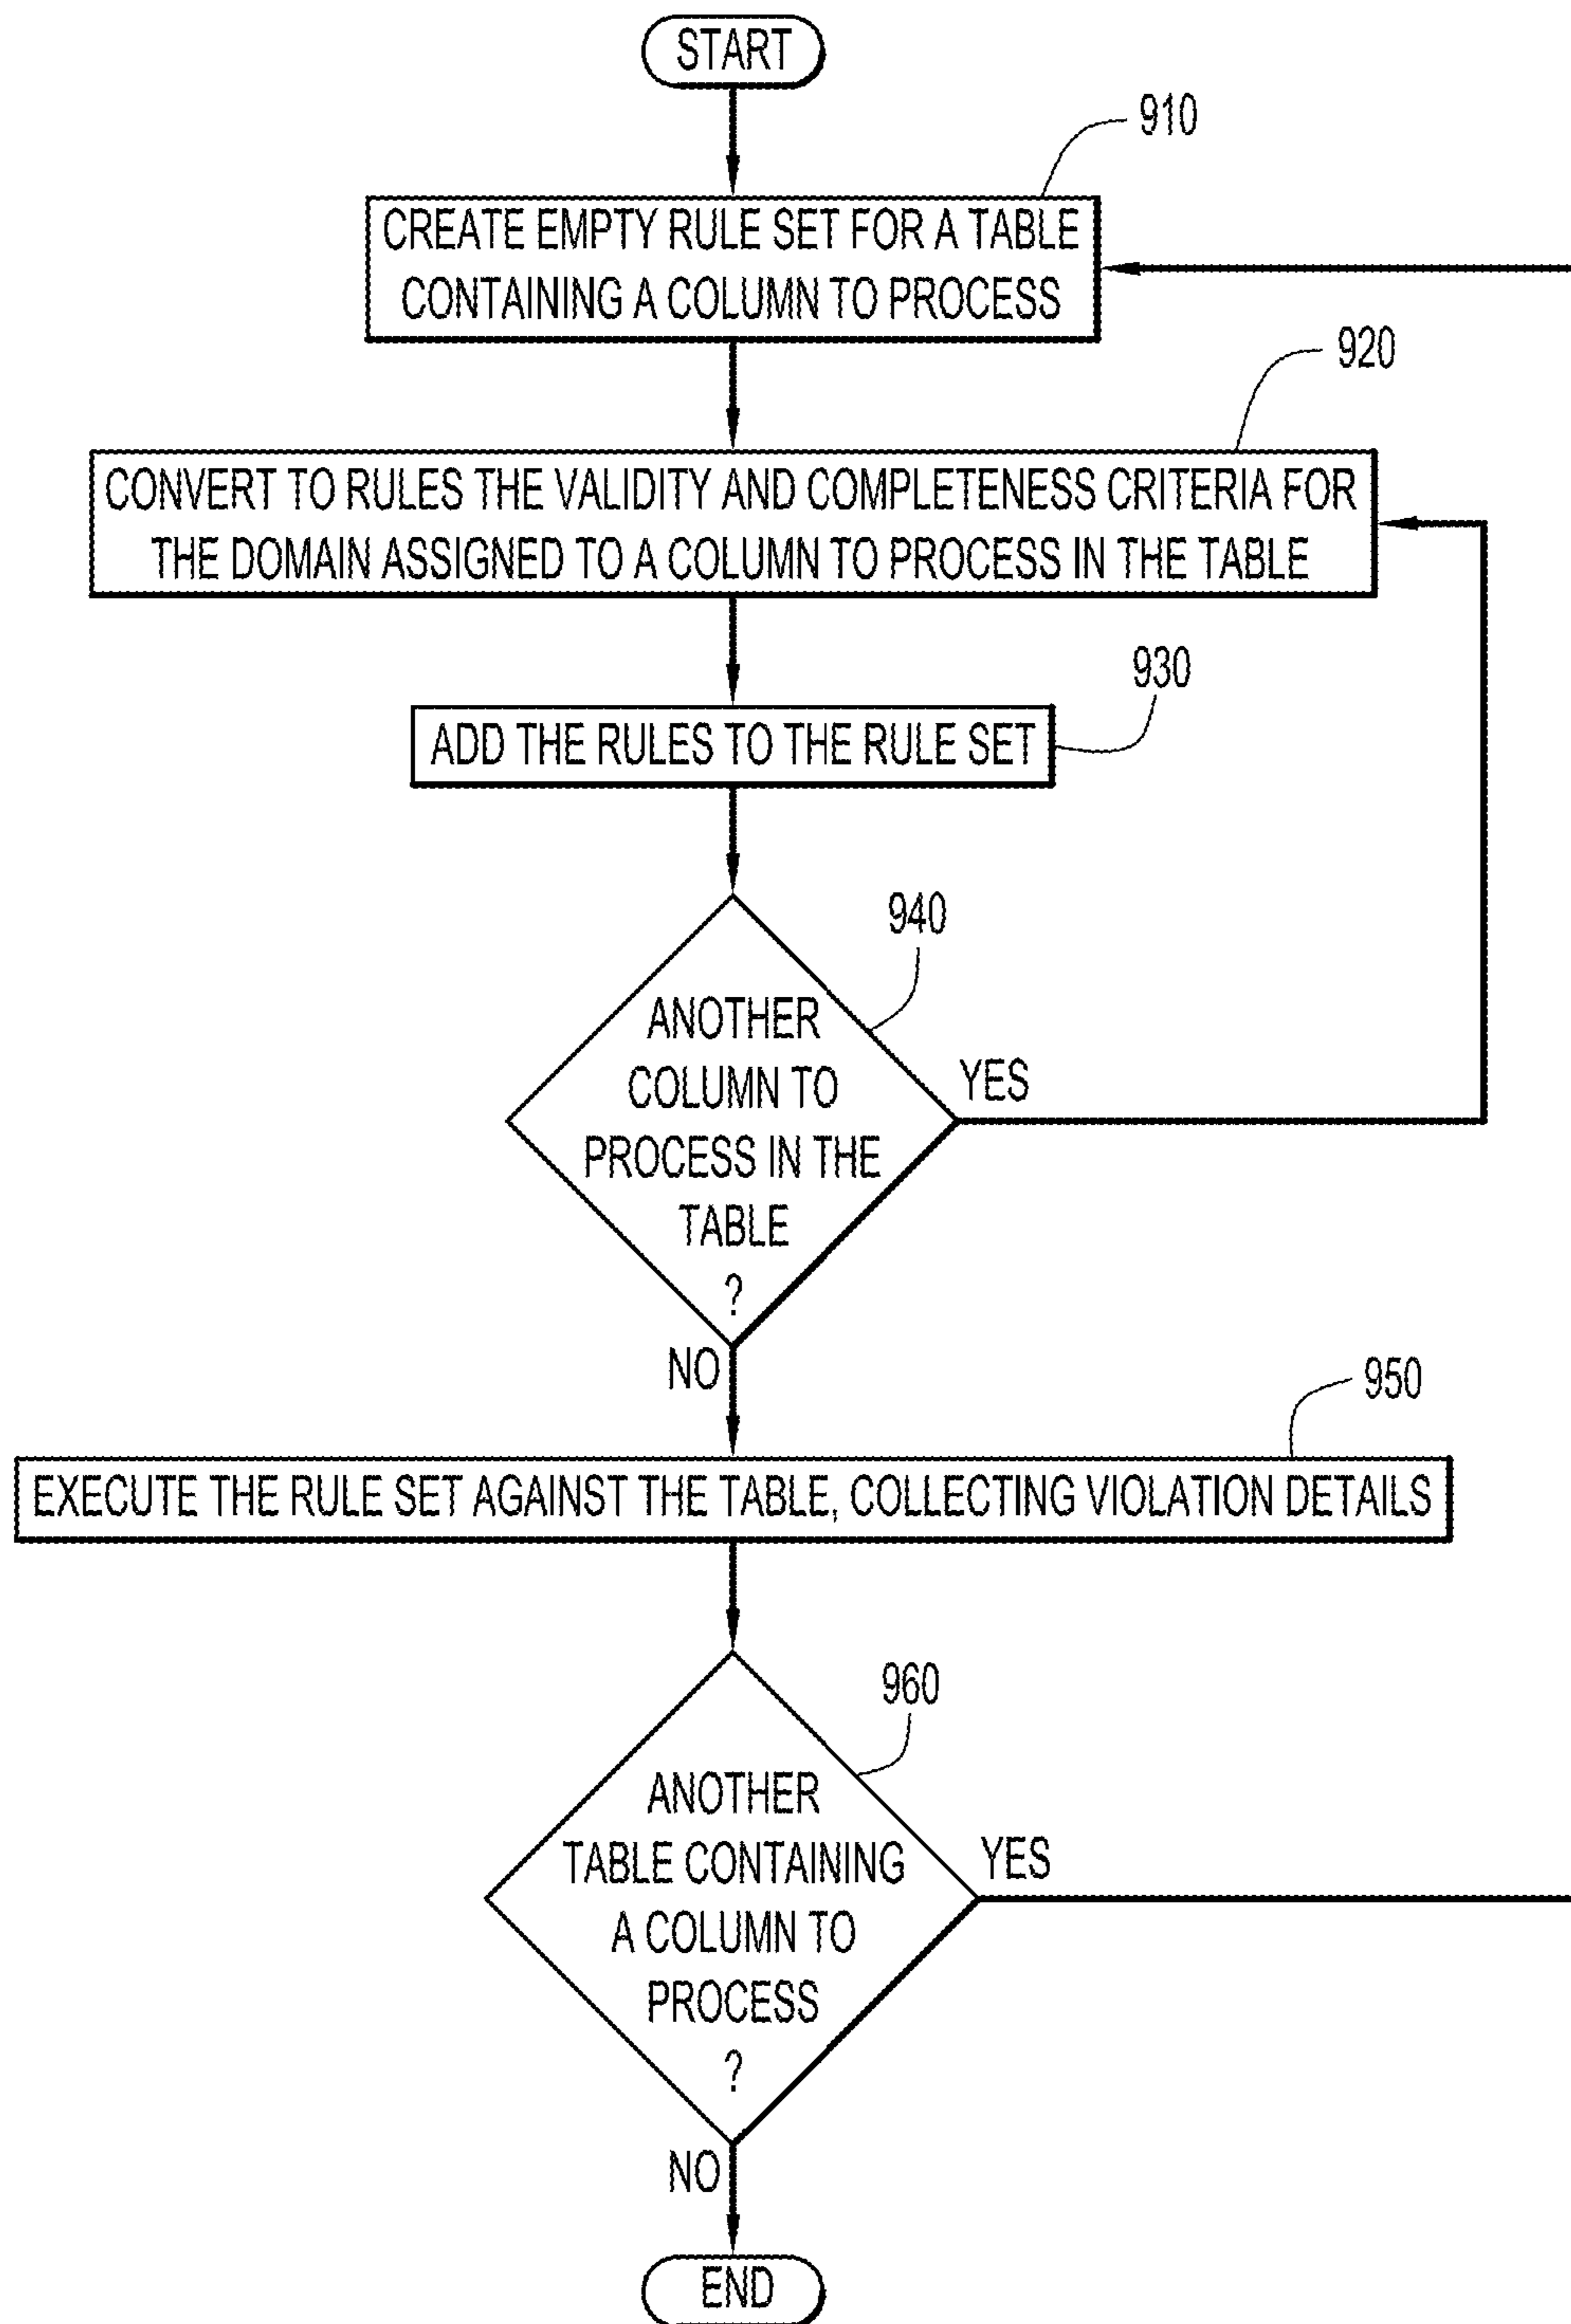 START
910
CREATE EMPTY RULE SET FOR A TABLE
CONTAINING A COLUMN TO PROCESS
920
CONVERT TO RULES THE VALIDITY AND COMPLETENESS CRITERIA FOR
THE DOMAIN ASSIGNED TO A COLUMN TO PROCESS IN THE TABLE
930
ADD THE RULES TO THE RULE SET
940
ANOTHER
COLUMN TO
PROCESS IN THE
TABLE
?
YES
NO
950
EXECUTE THE RULE SET AGAINST THE TABLE, COLLECTING VIOLATION DETAILS
960
ANOTHER
TABLE CONTAINING
A COLUMN TO
PROCESS
?
YES
NO
END